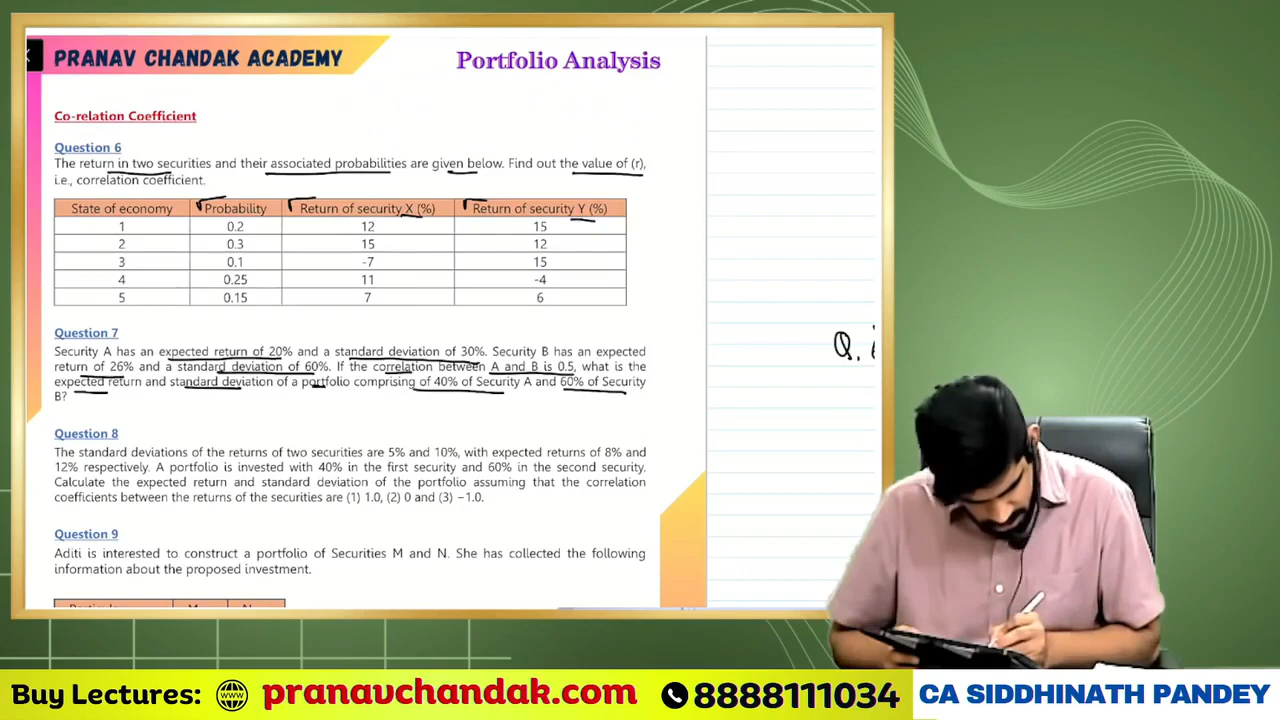 PRANAV CHANDAK ACADEMY
Portfolio Analysis
Co-relation Coefficient
Question 6
The return in two securities and their associated probabilities are given below. Find out the value of (r),
i.e., correlation coefficient.
State of economy Probability Return of security X (%) Return of security Y (%)
1 0.2 12 15
2 0.3 15 12
3 0.1 -7 15
4 0.25 11 -4
5 0.15 7 6
Question 7
Security A has an expected return of 20% and a standard deviation of 30%. Security B has an expected
return of 26% and a standard deviation of 60%. If the correlation between A and B is 0.5, what is the
expected return and standard deviation of a portfolio comprising of 40% of Security A and 60% of Security
B?
Question 8
The standard deviations of the returns of two securities are 5% and 10%, with expected returns of 8% and
12% respectively. A portfolio is invested with 40% in the first security and 60% in the second security.
Calculate the expected return and standard deviation of the portfolio assuming that the correlation
coefficients between the returns of the securities are (1) 1.0, (2) 0 and (3) −1.0.
Question 9
Aditi is interested to construct a portfolio of Securities M and N. She has collected the following
information about the proposed investment.
Q.
Buy Lectures: pranavchandak.com 8888111034 CA SIDDHINATH PANDEY